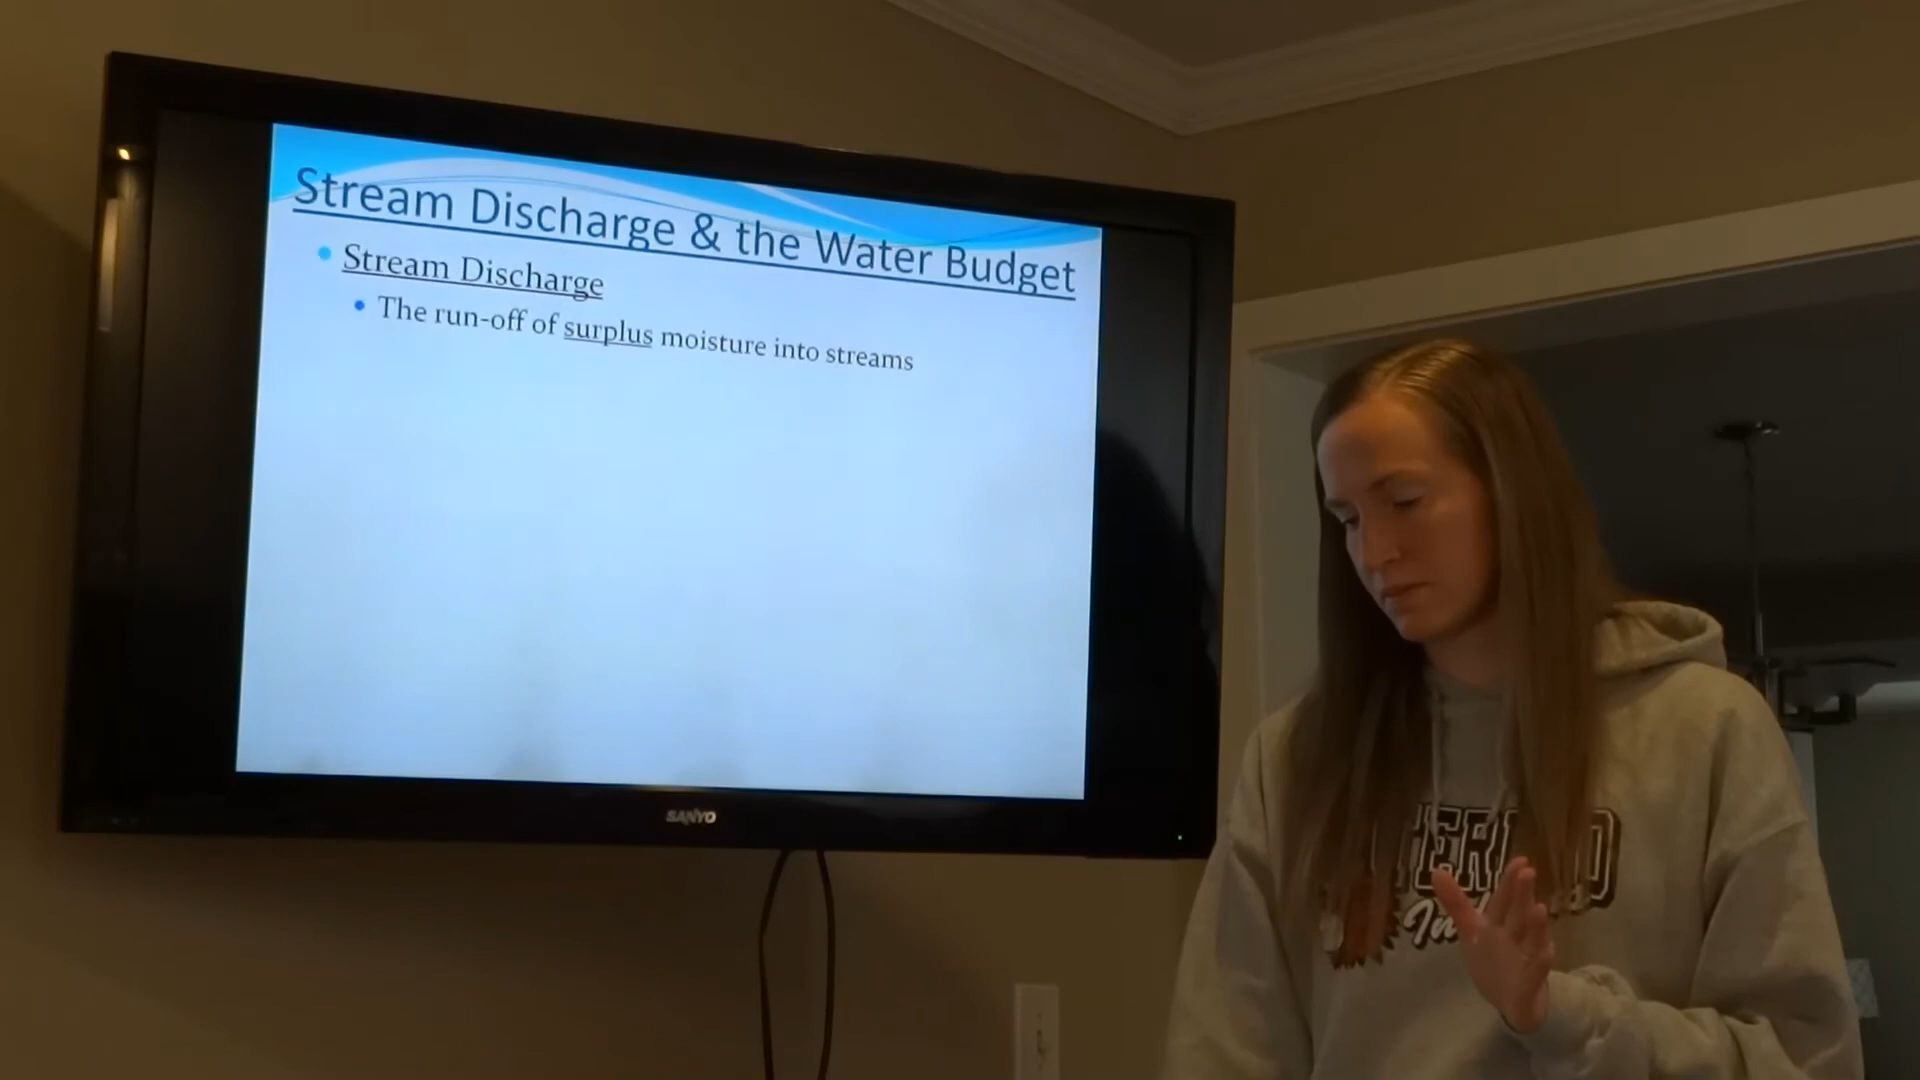 Stream Discharge & the Water Budget
Stream Discharge
The run-off of surplus moisture into streams
SANYO